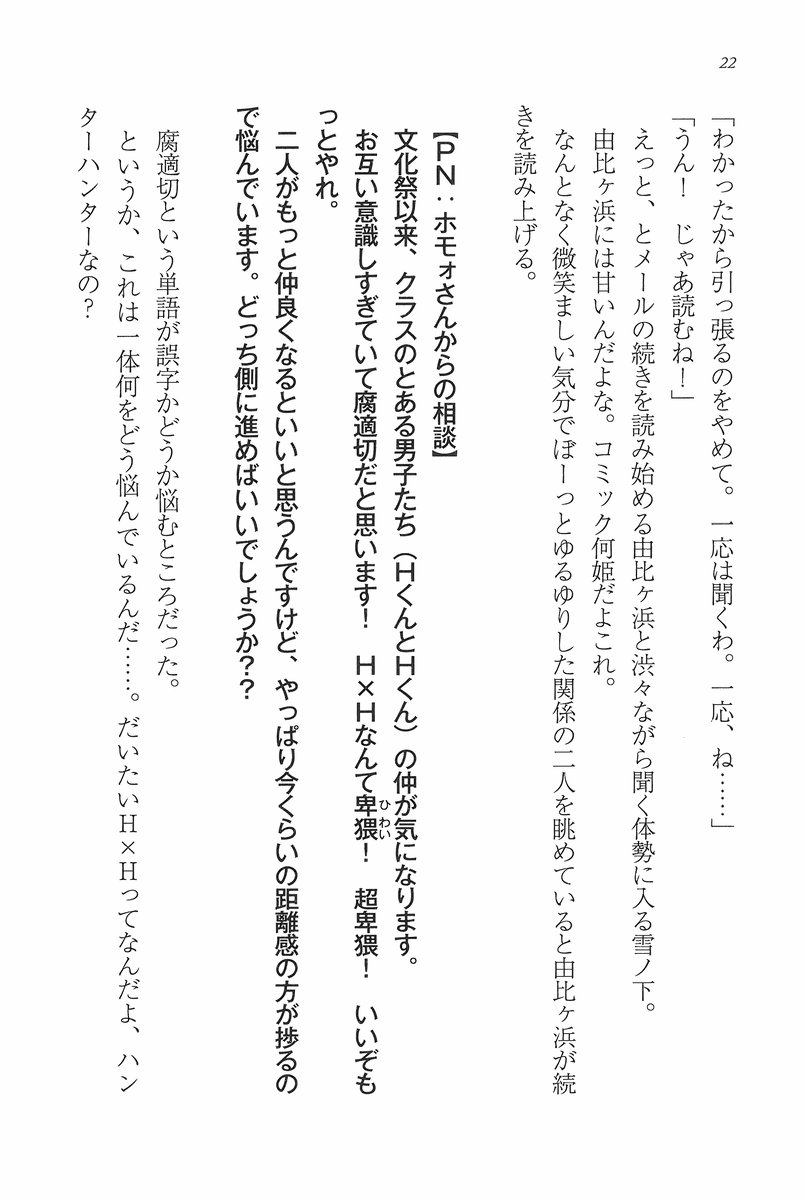 22
「わかったから引っ張るのをやめて。一応は聞くわ。一応、ね……」
「うん！　じゃあ読むね！」
えっと、とメールの続きを読み始める由比ヶ浜と渋々ながら聞く体勢に入る雪ノ下。
由比ヶ浜には甘いんだよな。コミック何姫だよこれ。
なんとなく微笑ましい気分でぼーっとゆるゆりした関係の二人を眺めていると由比ヶ浜が続
きを読み上げる。
【ＰＮ：ホモォさんからの相談】
文化祭以来、クラスのとある男子たち（ＨくんとＨくん）の仲が気になります。
お互い意識しすぎていて腐適切だと思います！　Ｈ×Ｈなんて卑猥！　超卑猥！　いいぞも
ひわい
っとやれ。
二人がもっと仲良くなるといいと思うんですけど、やっぱり今くらいの距離感の方が捗るの
で悩んでいます。どっち側に進めばいいでしょうか？？
腐適切という単語が誤字かどうか悩むところだった。
というか、これは一体何をどう悩んでいるんだ……。だいたいＨ×Ｈってなんだよ、ハン
ターハンターなの？